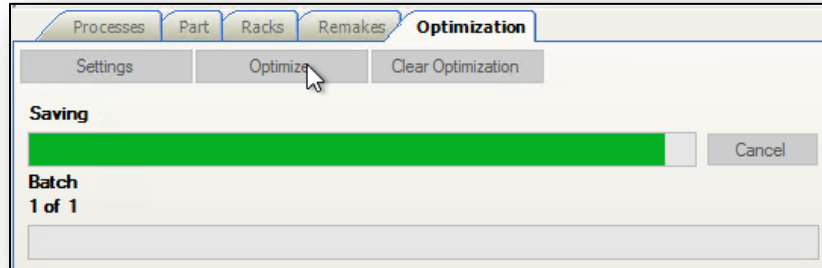 Processes Part Racks Remakes Optimization
Settings Optimize Clear Optimization
Saving
Cancel
Batch
1 of 1